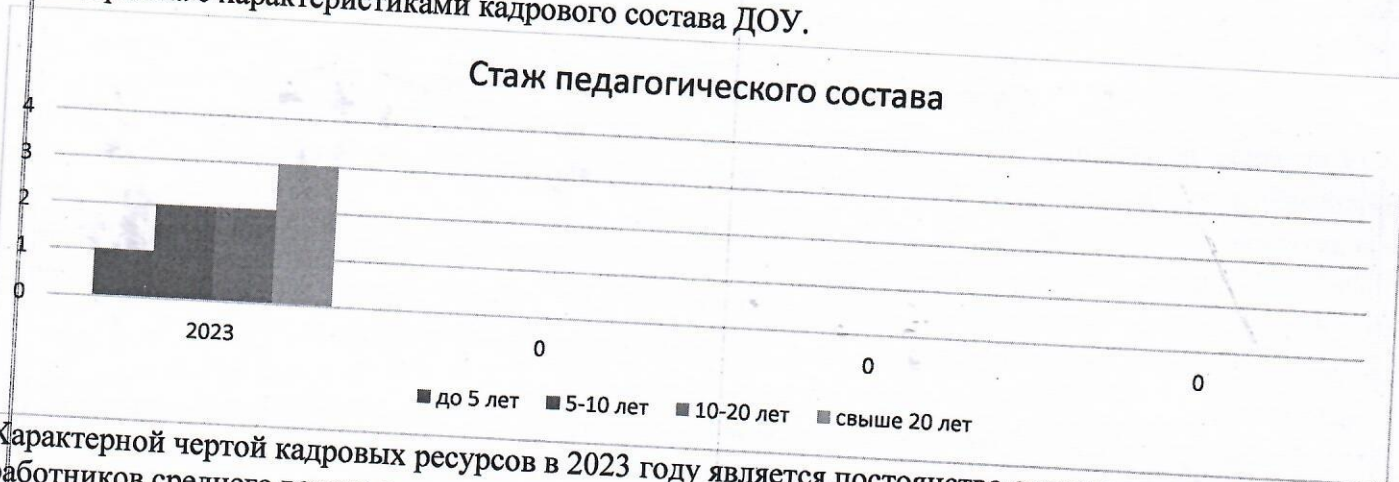 с характеристиками кадрового состава ДОУ.
Стаж педагогического состава
4
3
2
1
0
2023 0 0 0
до 5 лет 5-10 лет 10-20 лет свыше 20 лет
Характерной чертой кадровых ресурсов в 2023 году является постоянство
работников среднего